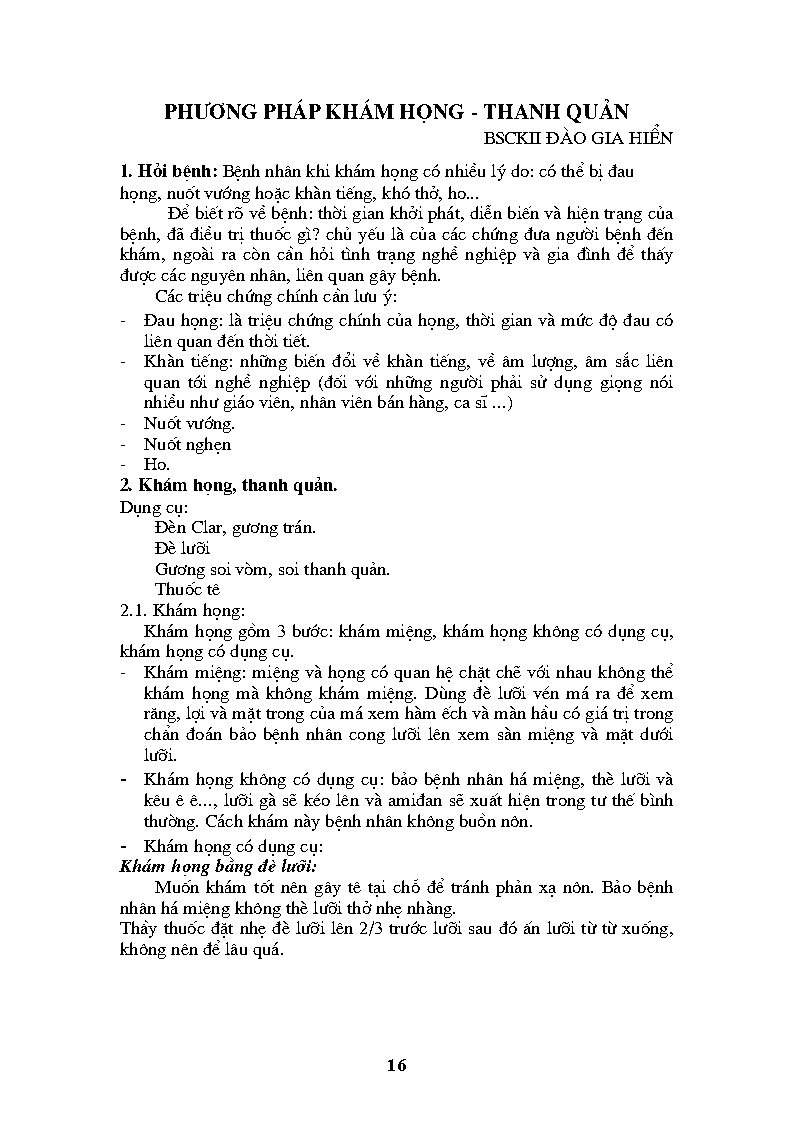 PHƯƠNG PHÁP KHÁM HỌNG - THANH QUẢN
BSCKII ĐÀO GIA HIỂN
1. Hỏi bệnh: Bệnh nhân khi khám họng có nhiều lý do: có thể bị đau
họng, nuốt vướng hoặc khàn tiếng, khó thở, ho...
Để biết rõ về bệnh: thời gian khởi phát, diễn biến và hiện trạng của
bệnh, đã điều trị thuốc gì? chủ yếu là của các chứng đưa người bệnh đến
khám, ngoài ra còn cần hỏi tình trạng nghề nghiệp và gia đình để thấy
được các nguyên nhân, liên quan gây bệnh.
Các triệu chứng chính cần lưu ý:
- Đau họng: là triệu chứng chính của họng, thời gian và mức độ đau có
liên quan đến thời tiết.
- Khàn tiếng: những biến đổi về khàn tiếng, về âm lượng, âm sắc liên
quan tới nghề nghiệp (đối với những người phải sử dụng giọng nói
nhiều như giáo viên, nhân viên bán hàng, ca sĩ ...)
- Nuốt vướng.
- Nuốt nghẹn
- Ho.
2. Khám họng, thanh quản.
Dụng cụ:
Đèn Clar, gương trán.
Đè lưỡi
Gương soi vòm, soi thanh quản.
Thuốc tê
2.1. Khám họng:
Khám họng gồm 3 bước: khám miệng, khám họng không có dụng cụ,
khám họng có dụng cụ.
- Khám miệng: miệng và họng có quan hệ chặt chẽ với nhau không thể
khám họng mà không khám miệng. Dùng đè lưỡi vén má ra để xem
răng, lợi và mặt trong của má xem hàm ếch và màn hầu có giá trị trong
chẩn đoán bảo bệnh nhân cong lưỡi lên xem sàn miệng và mặt dưới
lưỡi.
- Khám họng không có dụng cụ: bảo bệnh nhân há miệng, thè lưỡi và
kêu ê ê..., lưỡi gà sẽ kéo lên và amiđan sẽ xuất hiện trong tư thế bình
thường. Cách khám này bệnh nhân không buồn nôn.
- Khám họng có dụng cụ:
Khám họng bằng đè lưỡi:
Muốn khám tốt nên gây tê tại chỗ để tránh phản xạ nôn. Bảo bệnh
nhân há miệng không thè lưỡi thở nhẹ nhàng.
Thầy thuốc đặt nhẹ đè lưỡi lên 2/3 trước lưỡi sau đó ấn lưỡi từ từ xuống,
không nên để lâu quá.
16